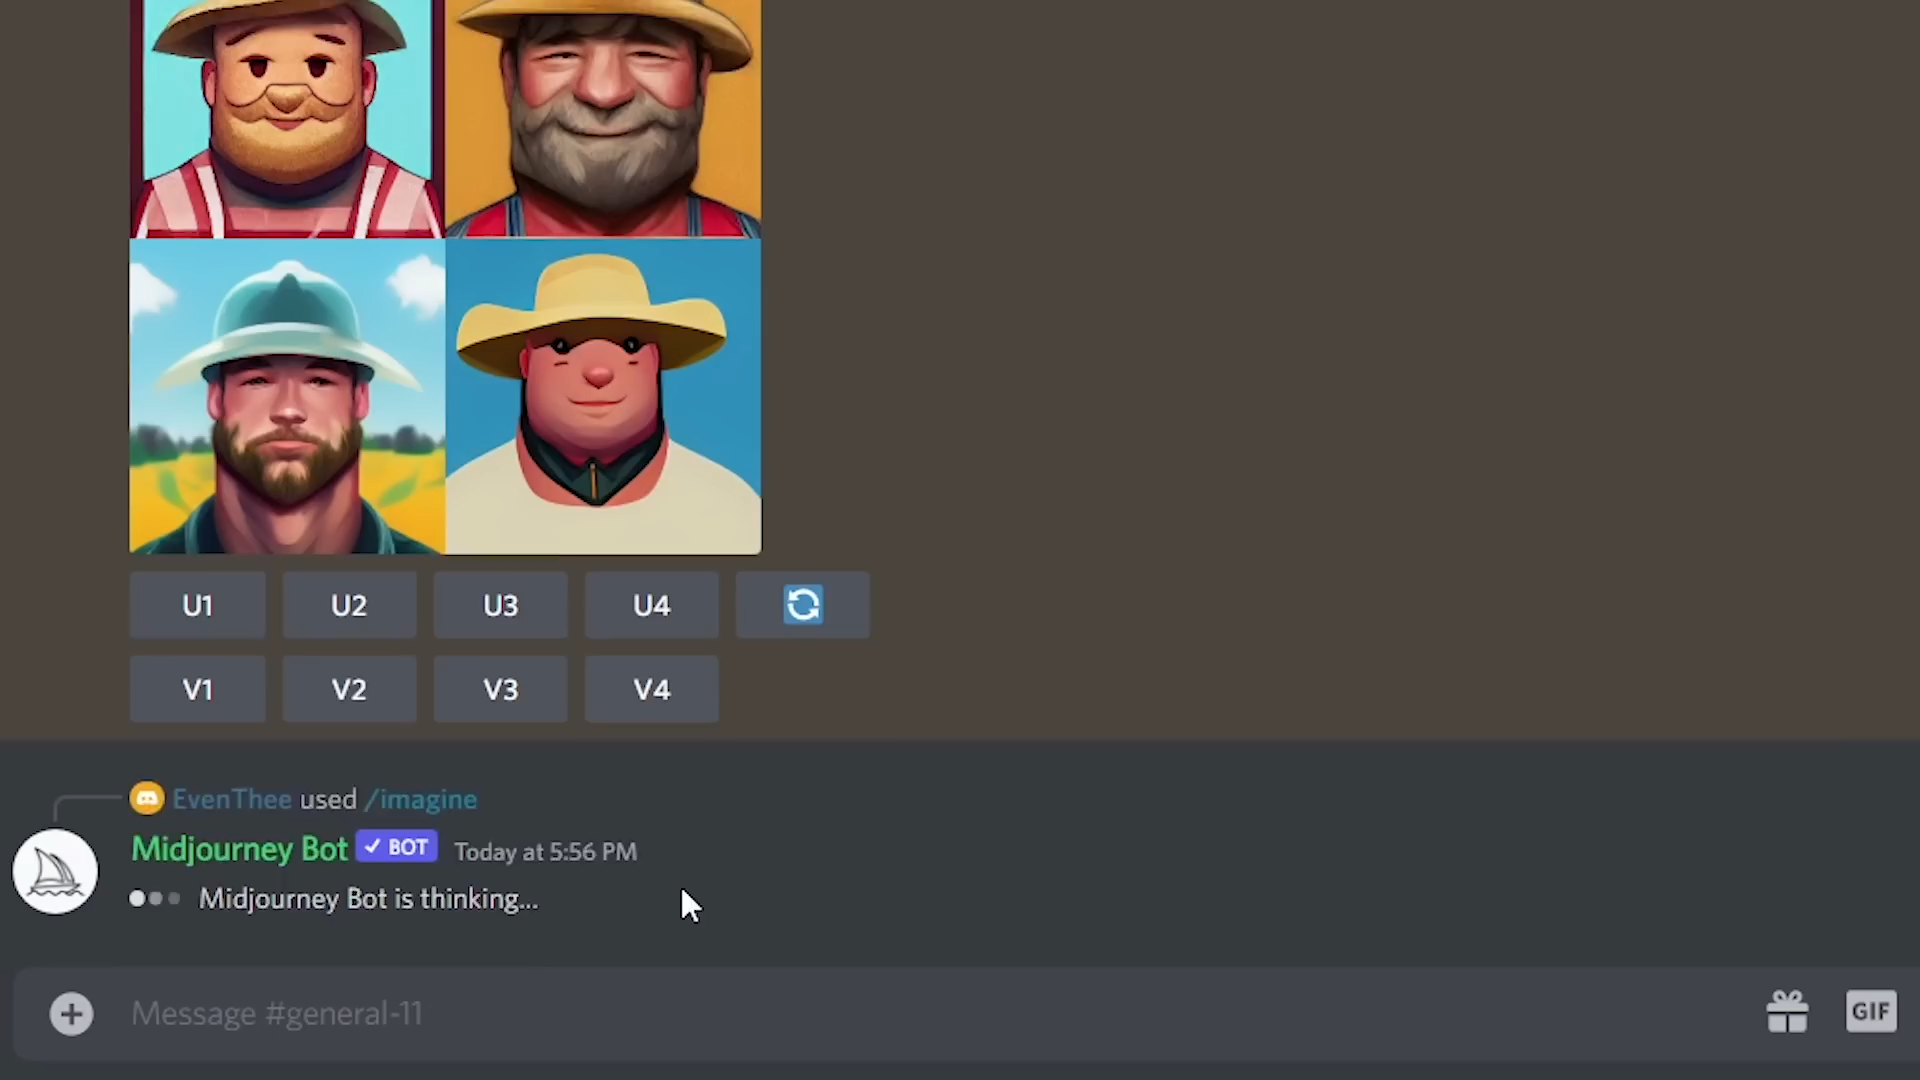 U1 U2 U3 U4
V1 V2 V3 V4
EvenThee used /imagine
Midjourney Bot ✓ BOT Today at 5:56 PM
Midjourney Bot is thinking...
Message #general-11
GIF